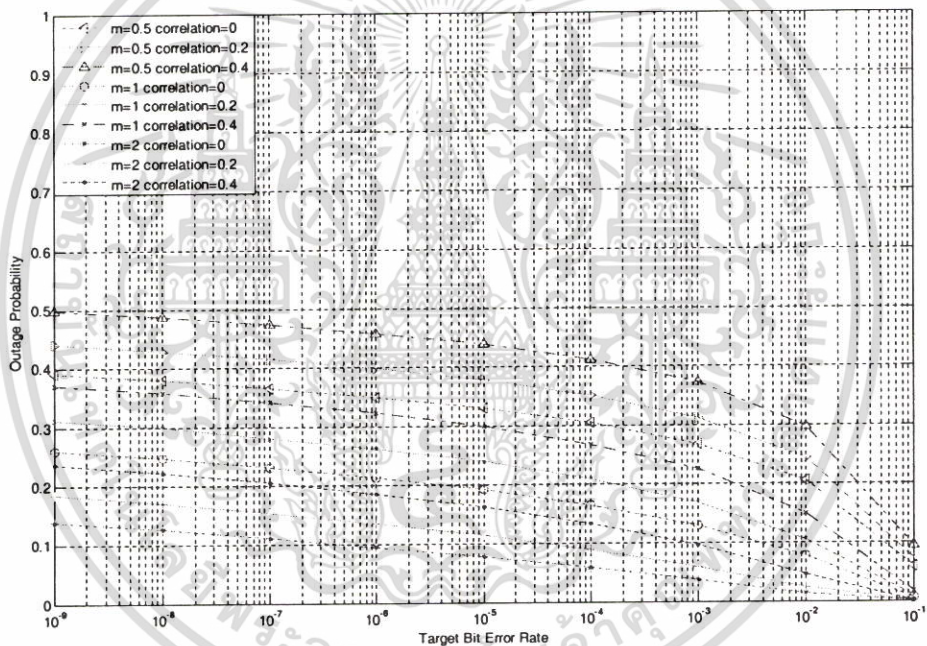 1
0.9
0.8
0.7
0.6
0.5
0.4
0.3
0.2
0.1
0
Outage Probability
m=0.5 correlation=0
m=0.5 correlation=0.2
m=0.5 correlation=0.4
m=1 correlation=0
m=1 correlation=0.2
m=1 correlation=0.4
m=2 correlation=0
m=2 correlation=0.2
m=2 correlation=0.4
10⁻⁹ 10⁻⁸ 10⁻⁷ 10⁻⁶ 10⁻⁵ 10⁻⁴ 10⁻³ 10⁻² 10⁻¹
Target Bit Error Rate